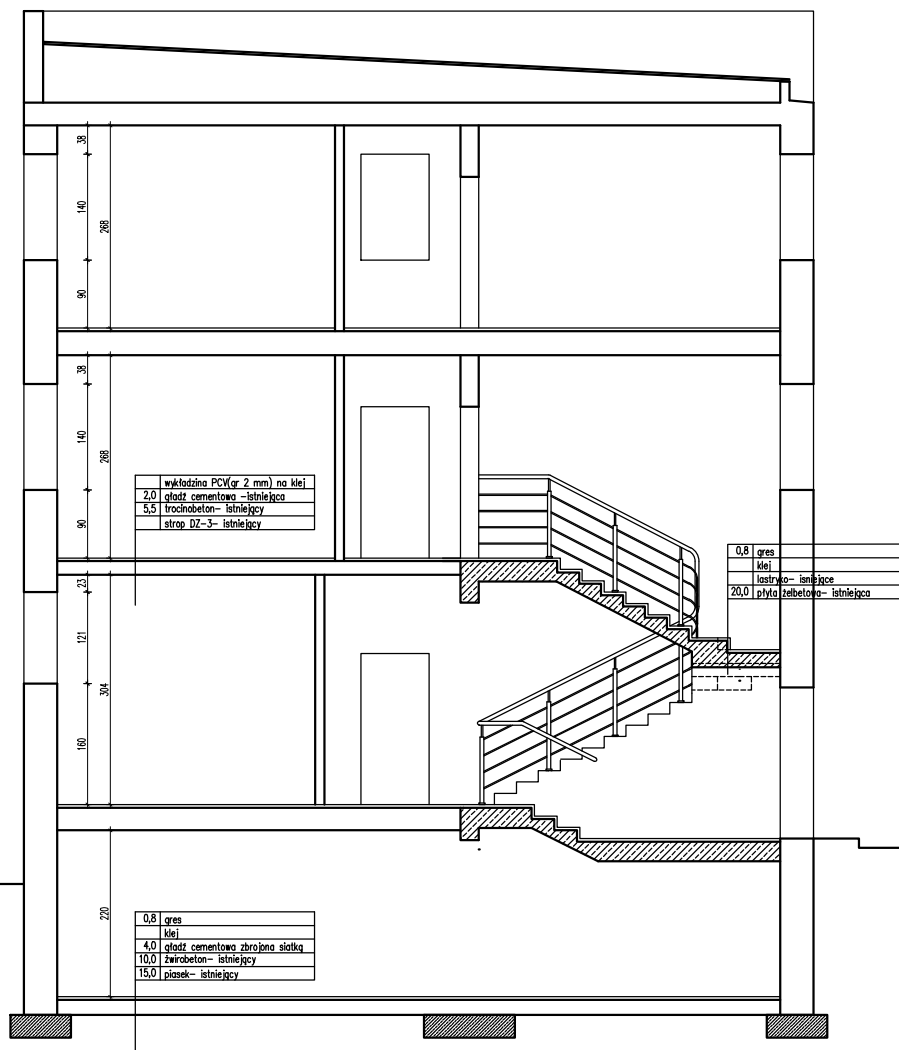 38
140
268
90
38
140
268
90
wykładzina PCV(gr 2 mm) na klej
2,0 gładź cementowa -istniejąca
5,5 trocinobeton- istniejący
strop DZ-3- istniejący
0,8 gres
klej
lastryko- isniejące
20,0 płyta żelbetowa- istniejąca
23
121
304
160
220
0,8 gres
klej
4,0 gładź cementowa zbrojona siatką
10,0 żwirobeton- istniejący
15,0 piasek- istniejący